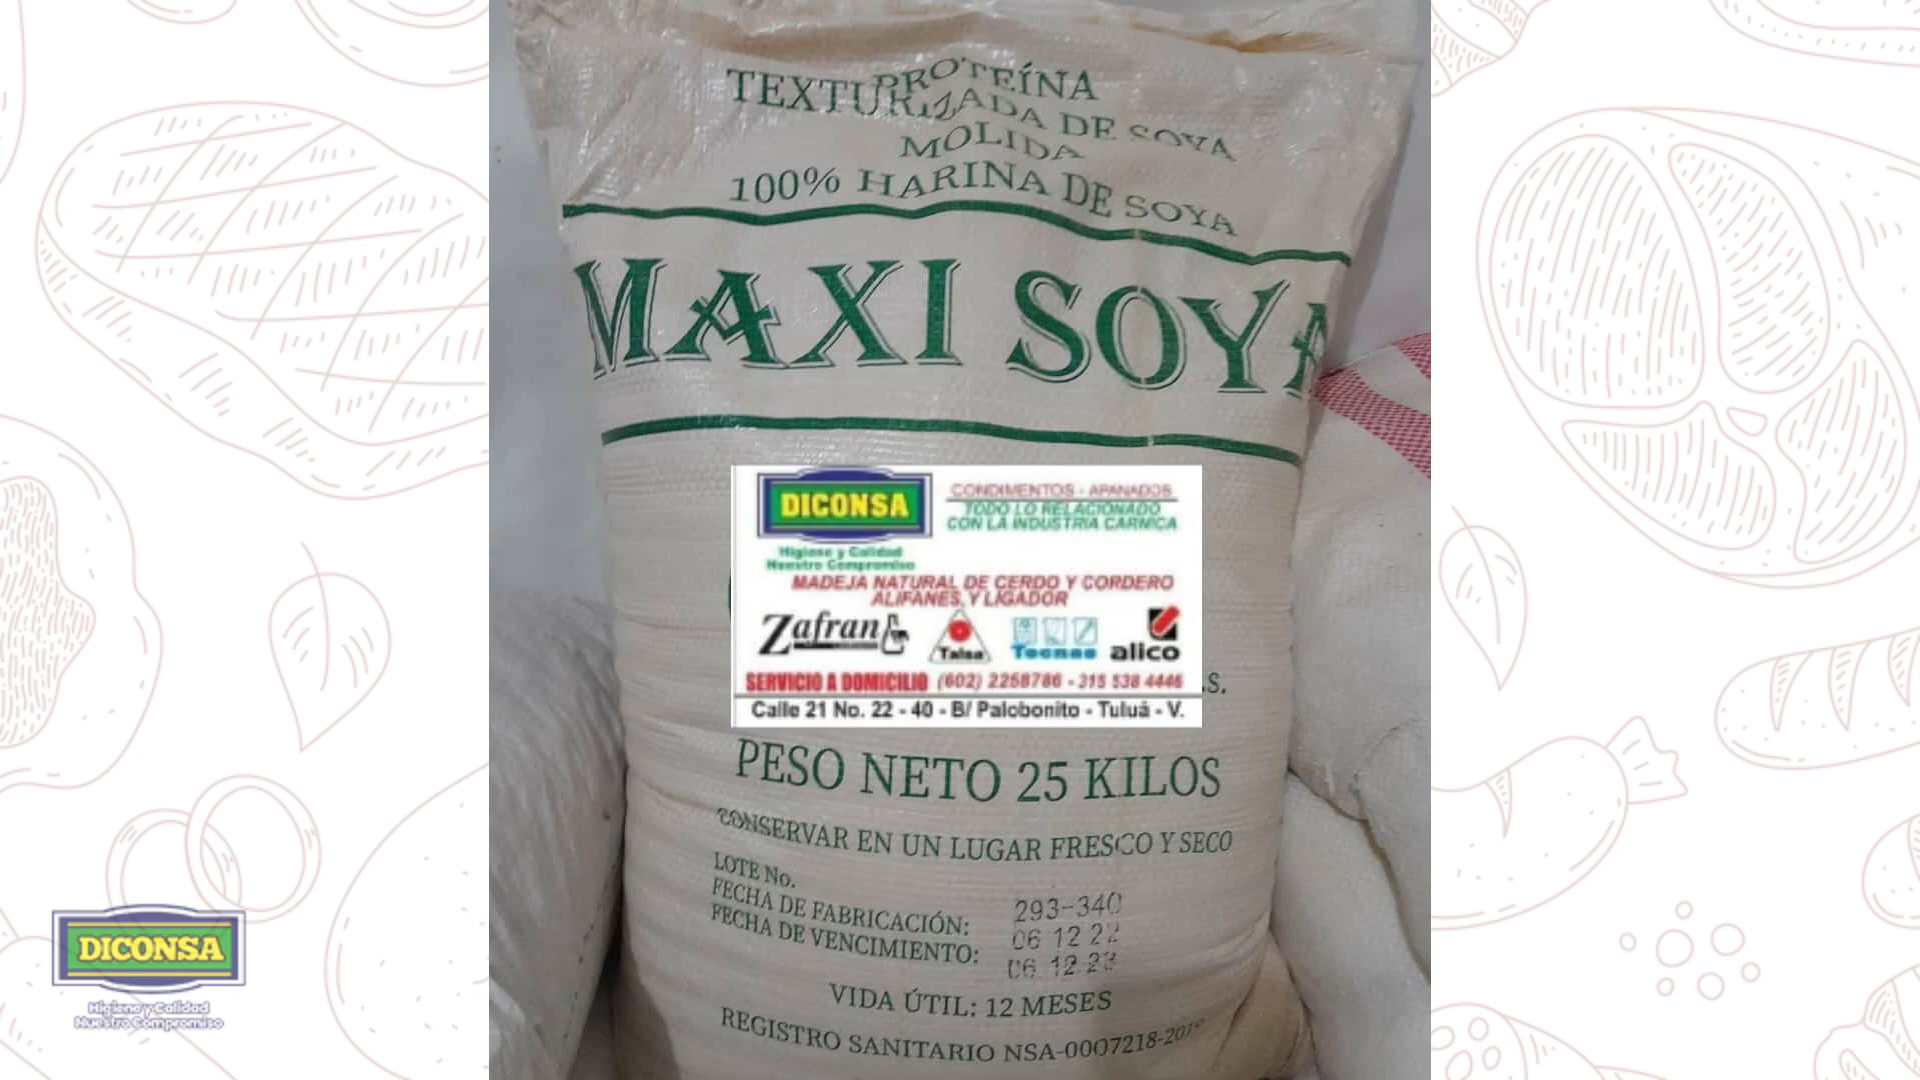 PROTEÍNA
TEXTURIZADA DE SOYA
MOLIDA
100% HARINA DE SOYA
MAXI SOYA
DICONSA
Higiene y Calidad
Nuestro Compromiso
CONDIMENTOS - APANADOS
TODO LO RELACIONADO
CON LA INDUSTRIA CARNICA
MADEJA NATURAL DE CERDO Y CORDERO
ALIFANES Y LIGADOR
Zafran
Talsa
Tecnas
alico
SERVICIO A DOMICILIO (602) 2258786 - 315 538 4446
Calle 21 No. 22 - 40 - B/ Palobonito - Tuluá - V.
.S.
PESO NETO 25 KILOS
CONSERVAR EN UN LUGAR FRESCO Y SECO
LOTE No. 293-340
FECHA DE FABRICACIÓN: 06 12 22
FECHA DE VENCIMIENTO: 06 12 23
VIDA ÚTIL: 12 MESES
REGISTRO SANITARIO NSA-0007218-201
DICONSA
Higiene y Calidad
Nuestro Compromiso